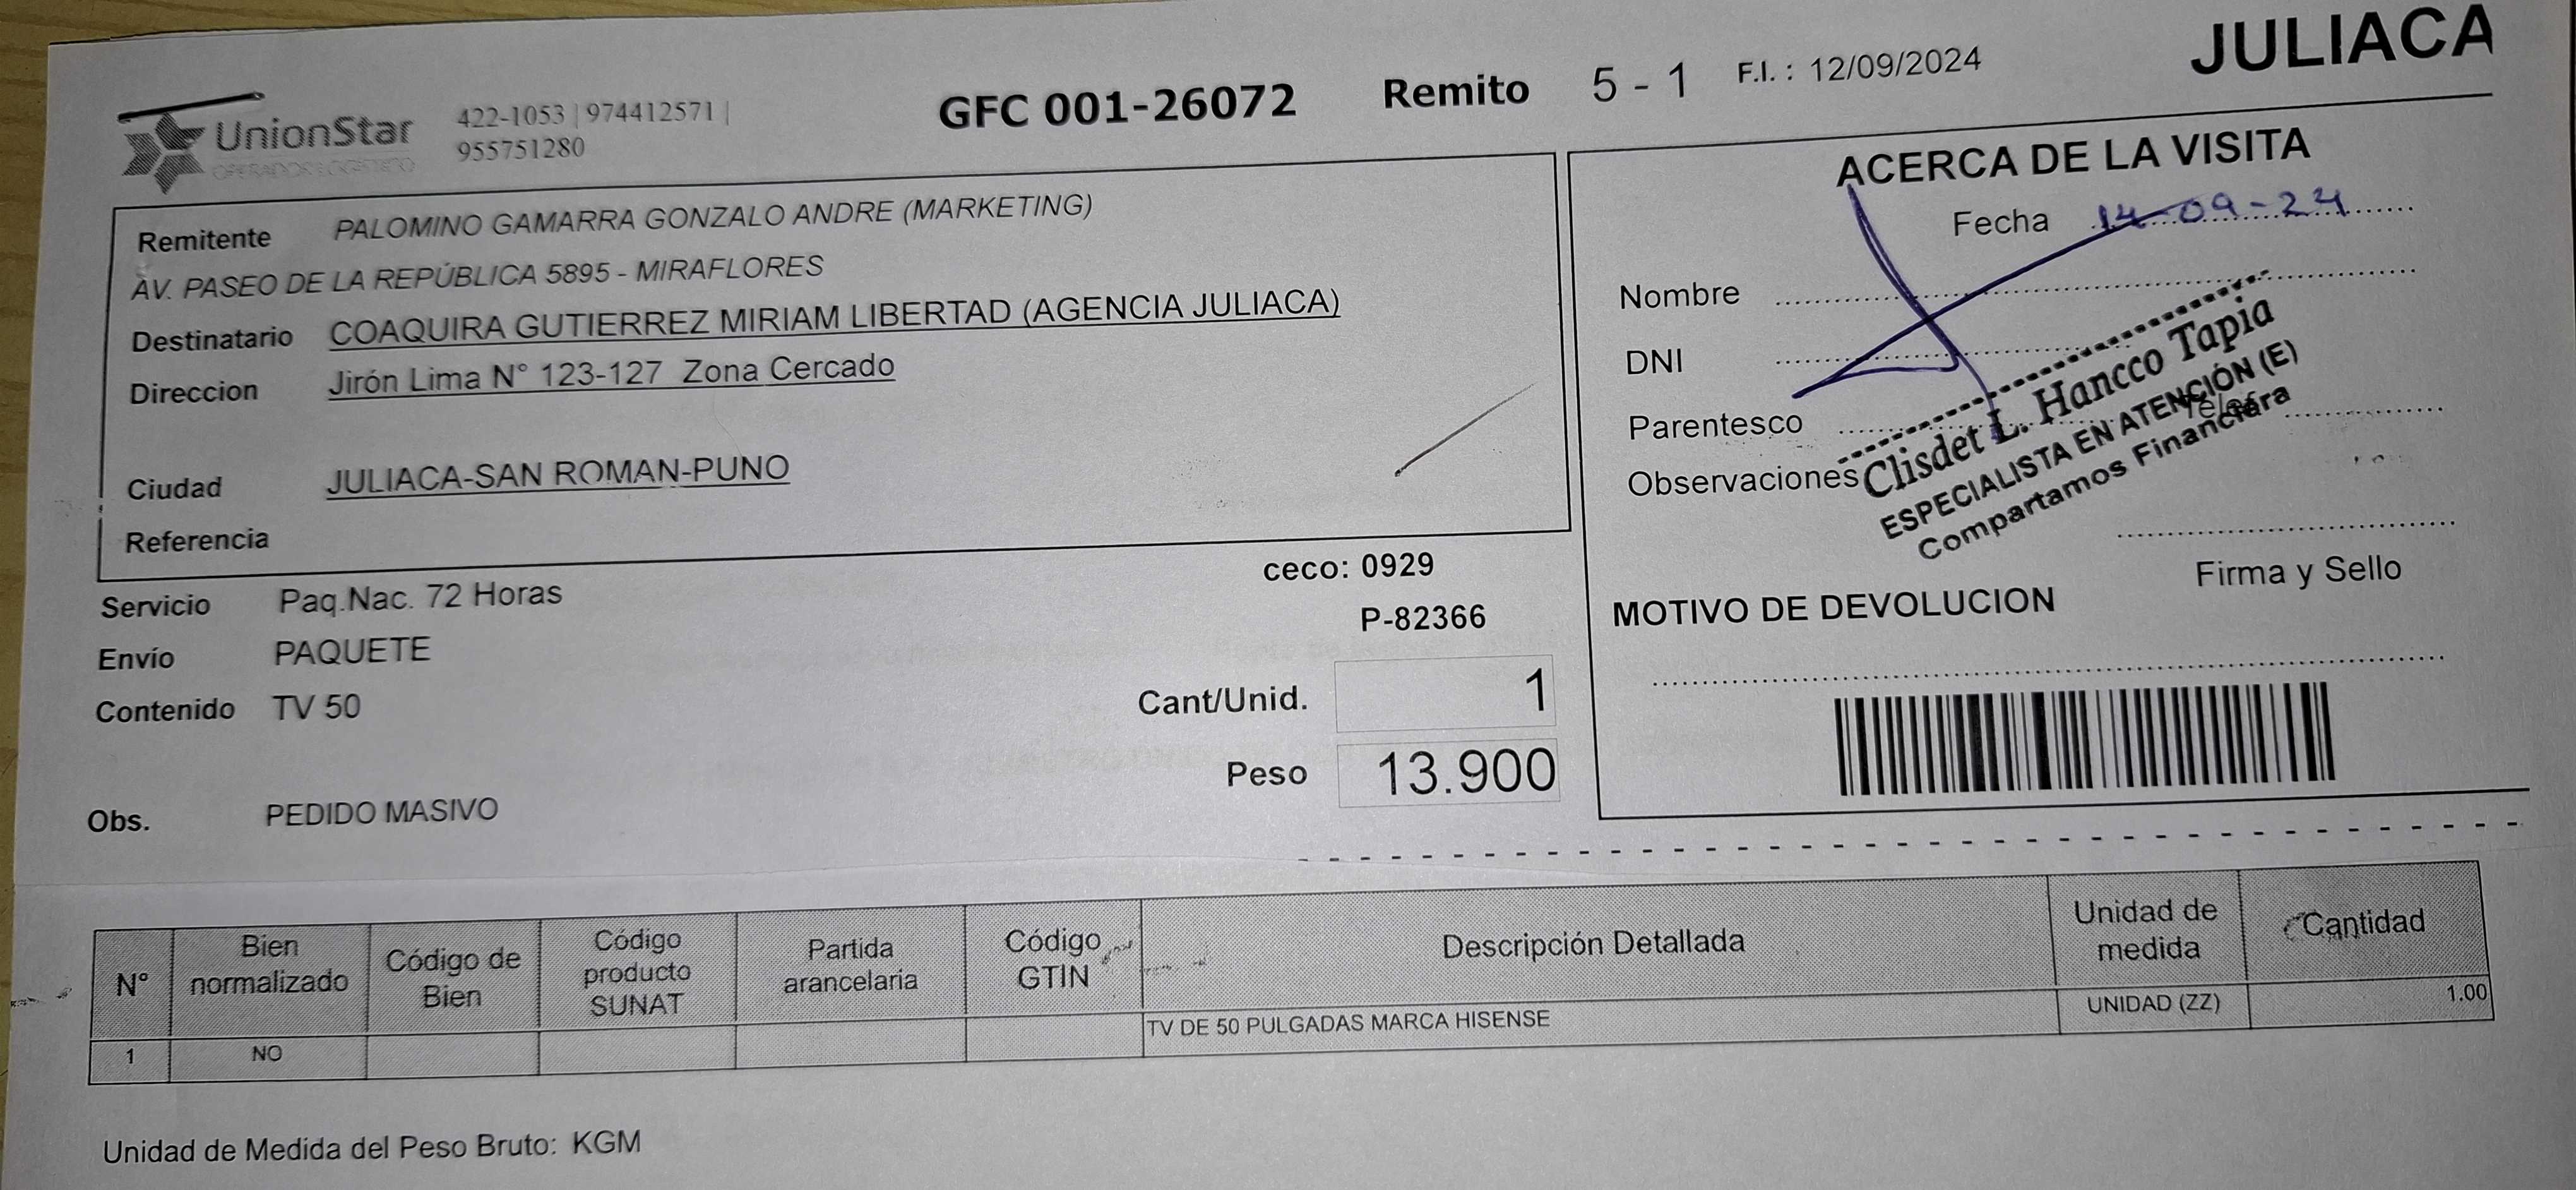 UnionStar
OPERADOR LOGISTICO
422-1053 | 974412571 |
955751280
GFC 001-26072 Remito 5 - 1 F.I. : 12/09/2024
JULIACA
Remitente PALOMINO GAMARRA GONZALO ANDRE (MARKETING)
AV. PASEO DE LA REPÚBLICA 5895 - MIRAFLORES
Destinatario COAQUIRA GUTIERREZ MIRIAM LIBERTAD (AGENCIA JULIACA)
Direccion Jirón Lima N° 123-127 Zona Cercado
Ciudad JULIACA-SAN ROMAN-PUNO
Referencia
Servicio Paq.Nac. 72 Horas
ceco: 0929
P-82366
Envío PAQUETE
Contenido TV 50
Cant/Unid. 1
Peso 13.900
Obs. PEDIDO MASIVO
ACERCA DE LA VISITA
Fecha 14-09-24
Nombre
DNI
Parentesco
Observaciones
Clisdet L. Hancco Tapia
ESPECIALISTA EN ATENCIÓN (E)
Compartamos Financiera
Firma y Sello
MOTIVO DE DEVOLUCION
N° Bien normalizado Código de Bien Código producto SUNAT Partida arancelaria Código GTIN Descripción Detallada Unidad de medida Cantidad
1 NO TV DE 50 PULGADAS MARCA HISENSE UNIDAD (ZZ) 1.00
Unidad de Medida del Peso Bruto: KGM